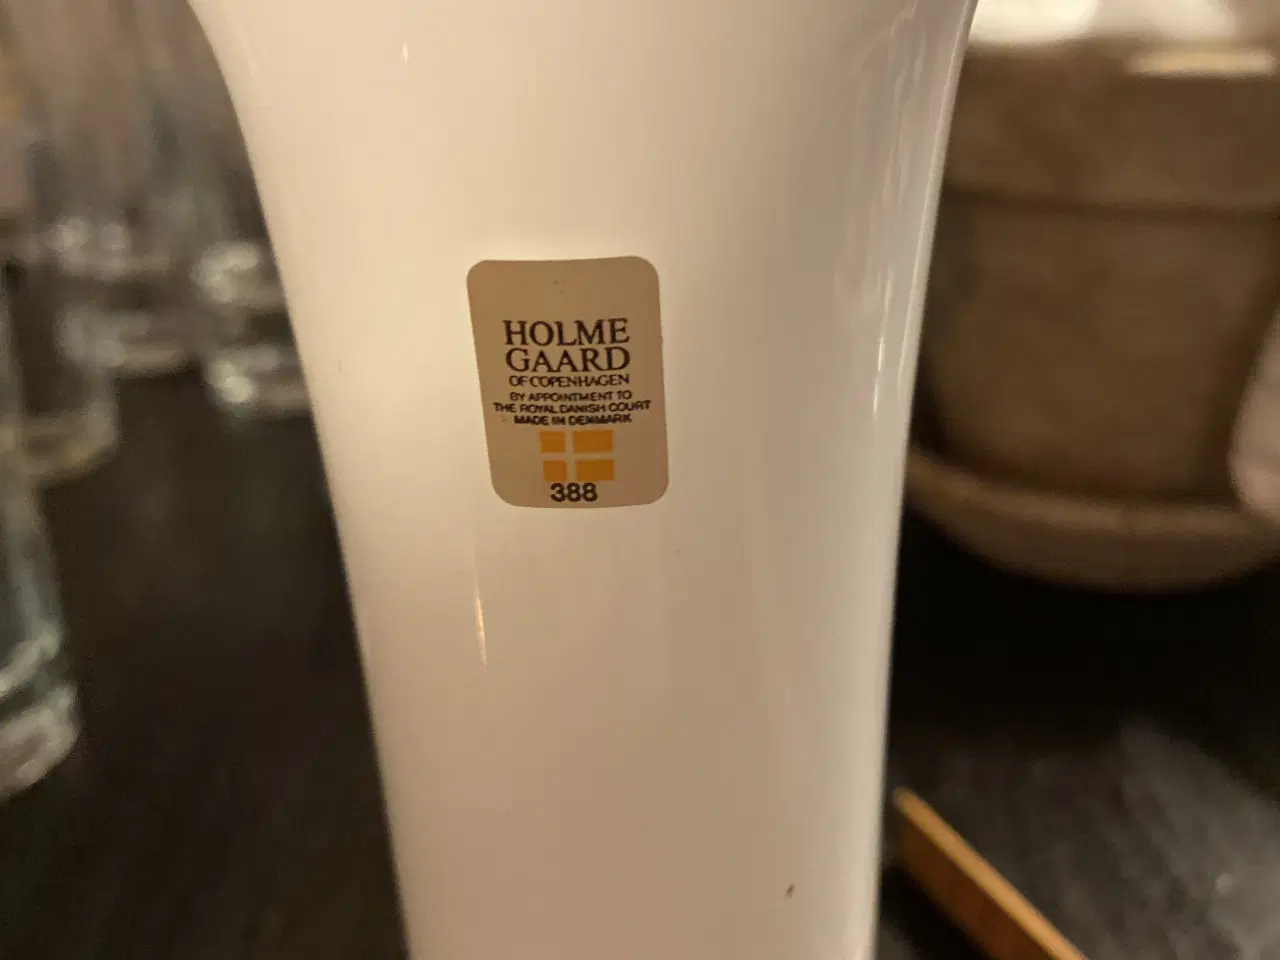 HOLME
GAARD
OF COPENHAGEN
BY APPOINTMENT TO
THE ROYAL DANISH COURT
MADE IN DENMARK
388